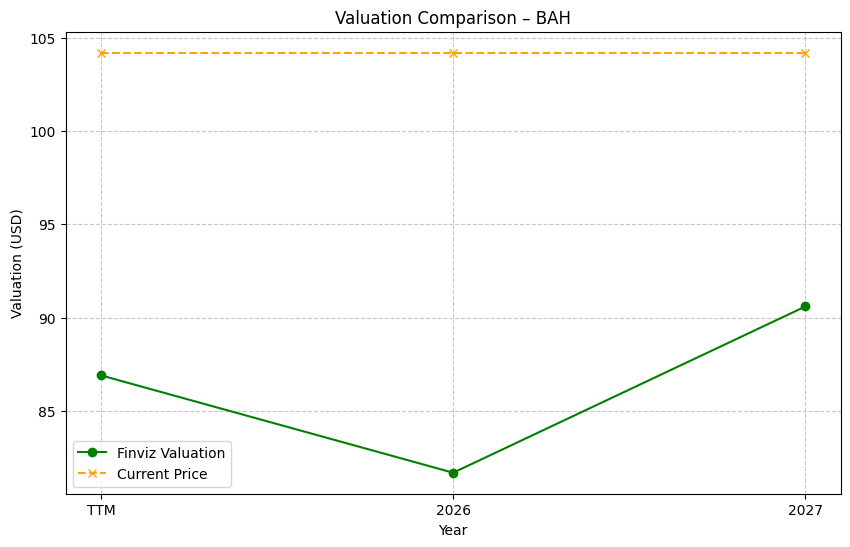 Valuation Comparison – BAH
Valuation (USD)
105
100
95
90
85
Finviz Valuation
Current Price
TTM
2026
2027
Year